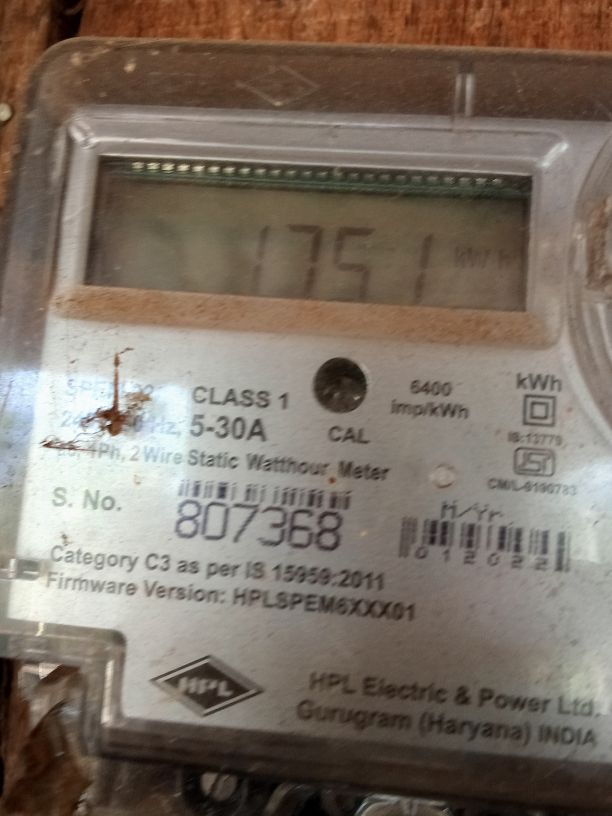 1751 kWh
CLASS 1
5-30A
CAL
6400
imp/kWh
kWh
IS:13779
CM/L-9190783
2 Wire Static Watthour Meter
S. No.
807368
M/Yr.
012022
Category C3 as per IS 15959:2011
Firmware Version: HPLSPEM6XXX01
HPL
HPL Electric & Power Ltd.
Gurugram (Haryana) INDIA